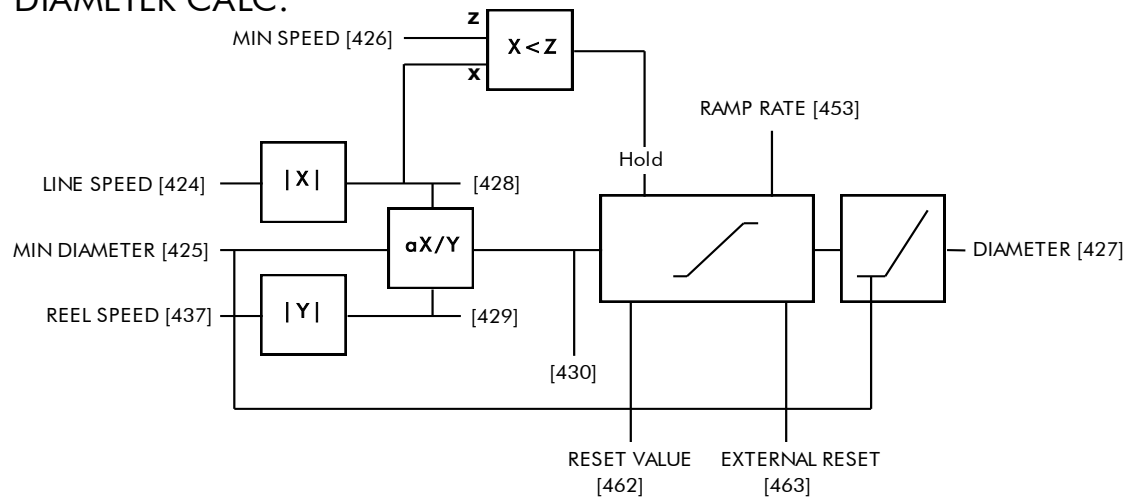 DIAMETER CALC.
MIN SPEED [426]
z
x
X < Z
RAMP RATE [453]
Hold
LINE SPEED [424]
|X|
[428]
MIN DIAMETER [425]
aX/Y
DIAMETER [427]
REEL SPEED [437]
|Y|
[429]
[430]
RESET VALUE
[462]
EXTERNAL RESET
[463]